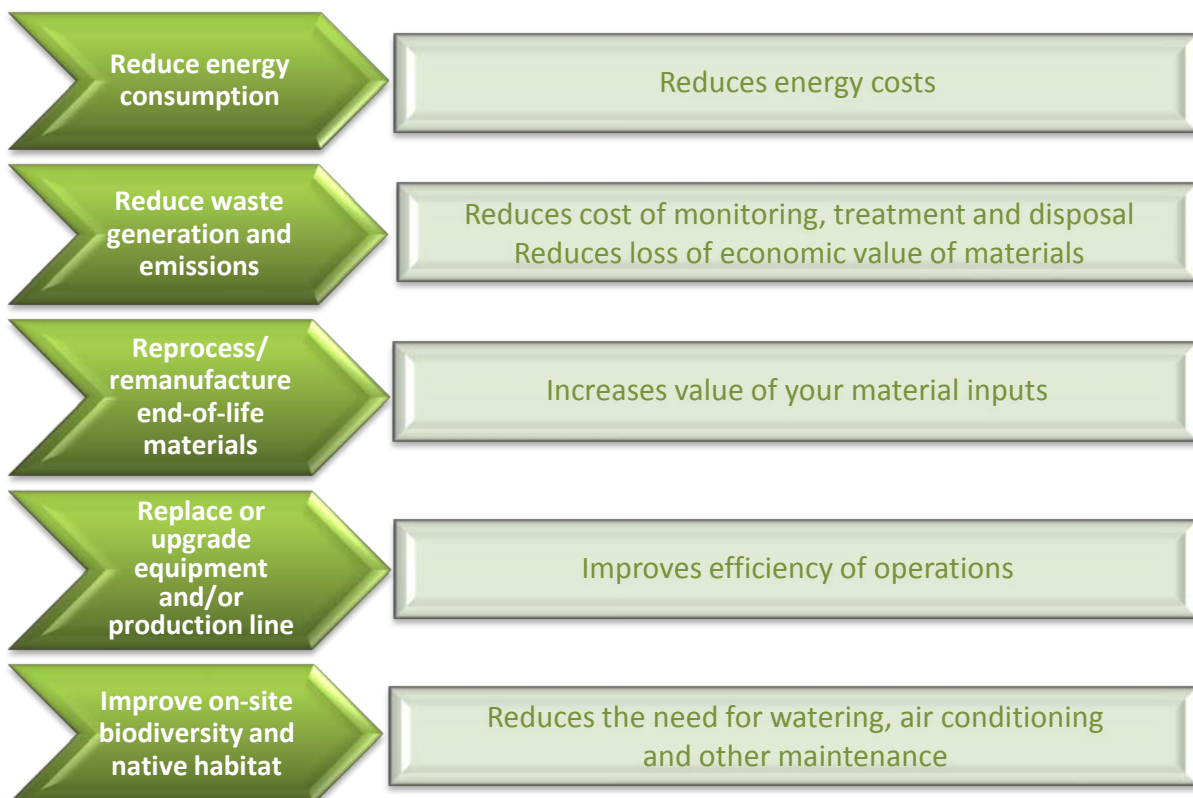 Reduce energy
consumption
Reduces energy costs
Reduce waste
generation and
emissions
Reduces cost of monitoring, treatment and disposal
Reduces loss of economic value of materials
Reprocess/
remanufacture
end-of-life
materials
Increases value of your material inputs
Replace or
upgrade
equipment
and/or
production line
Improves efficiency of operations
Improve on-site
biodiversity and
native habitat
Reduces the need for watering, air conditioning
and other maintenance